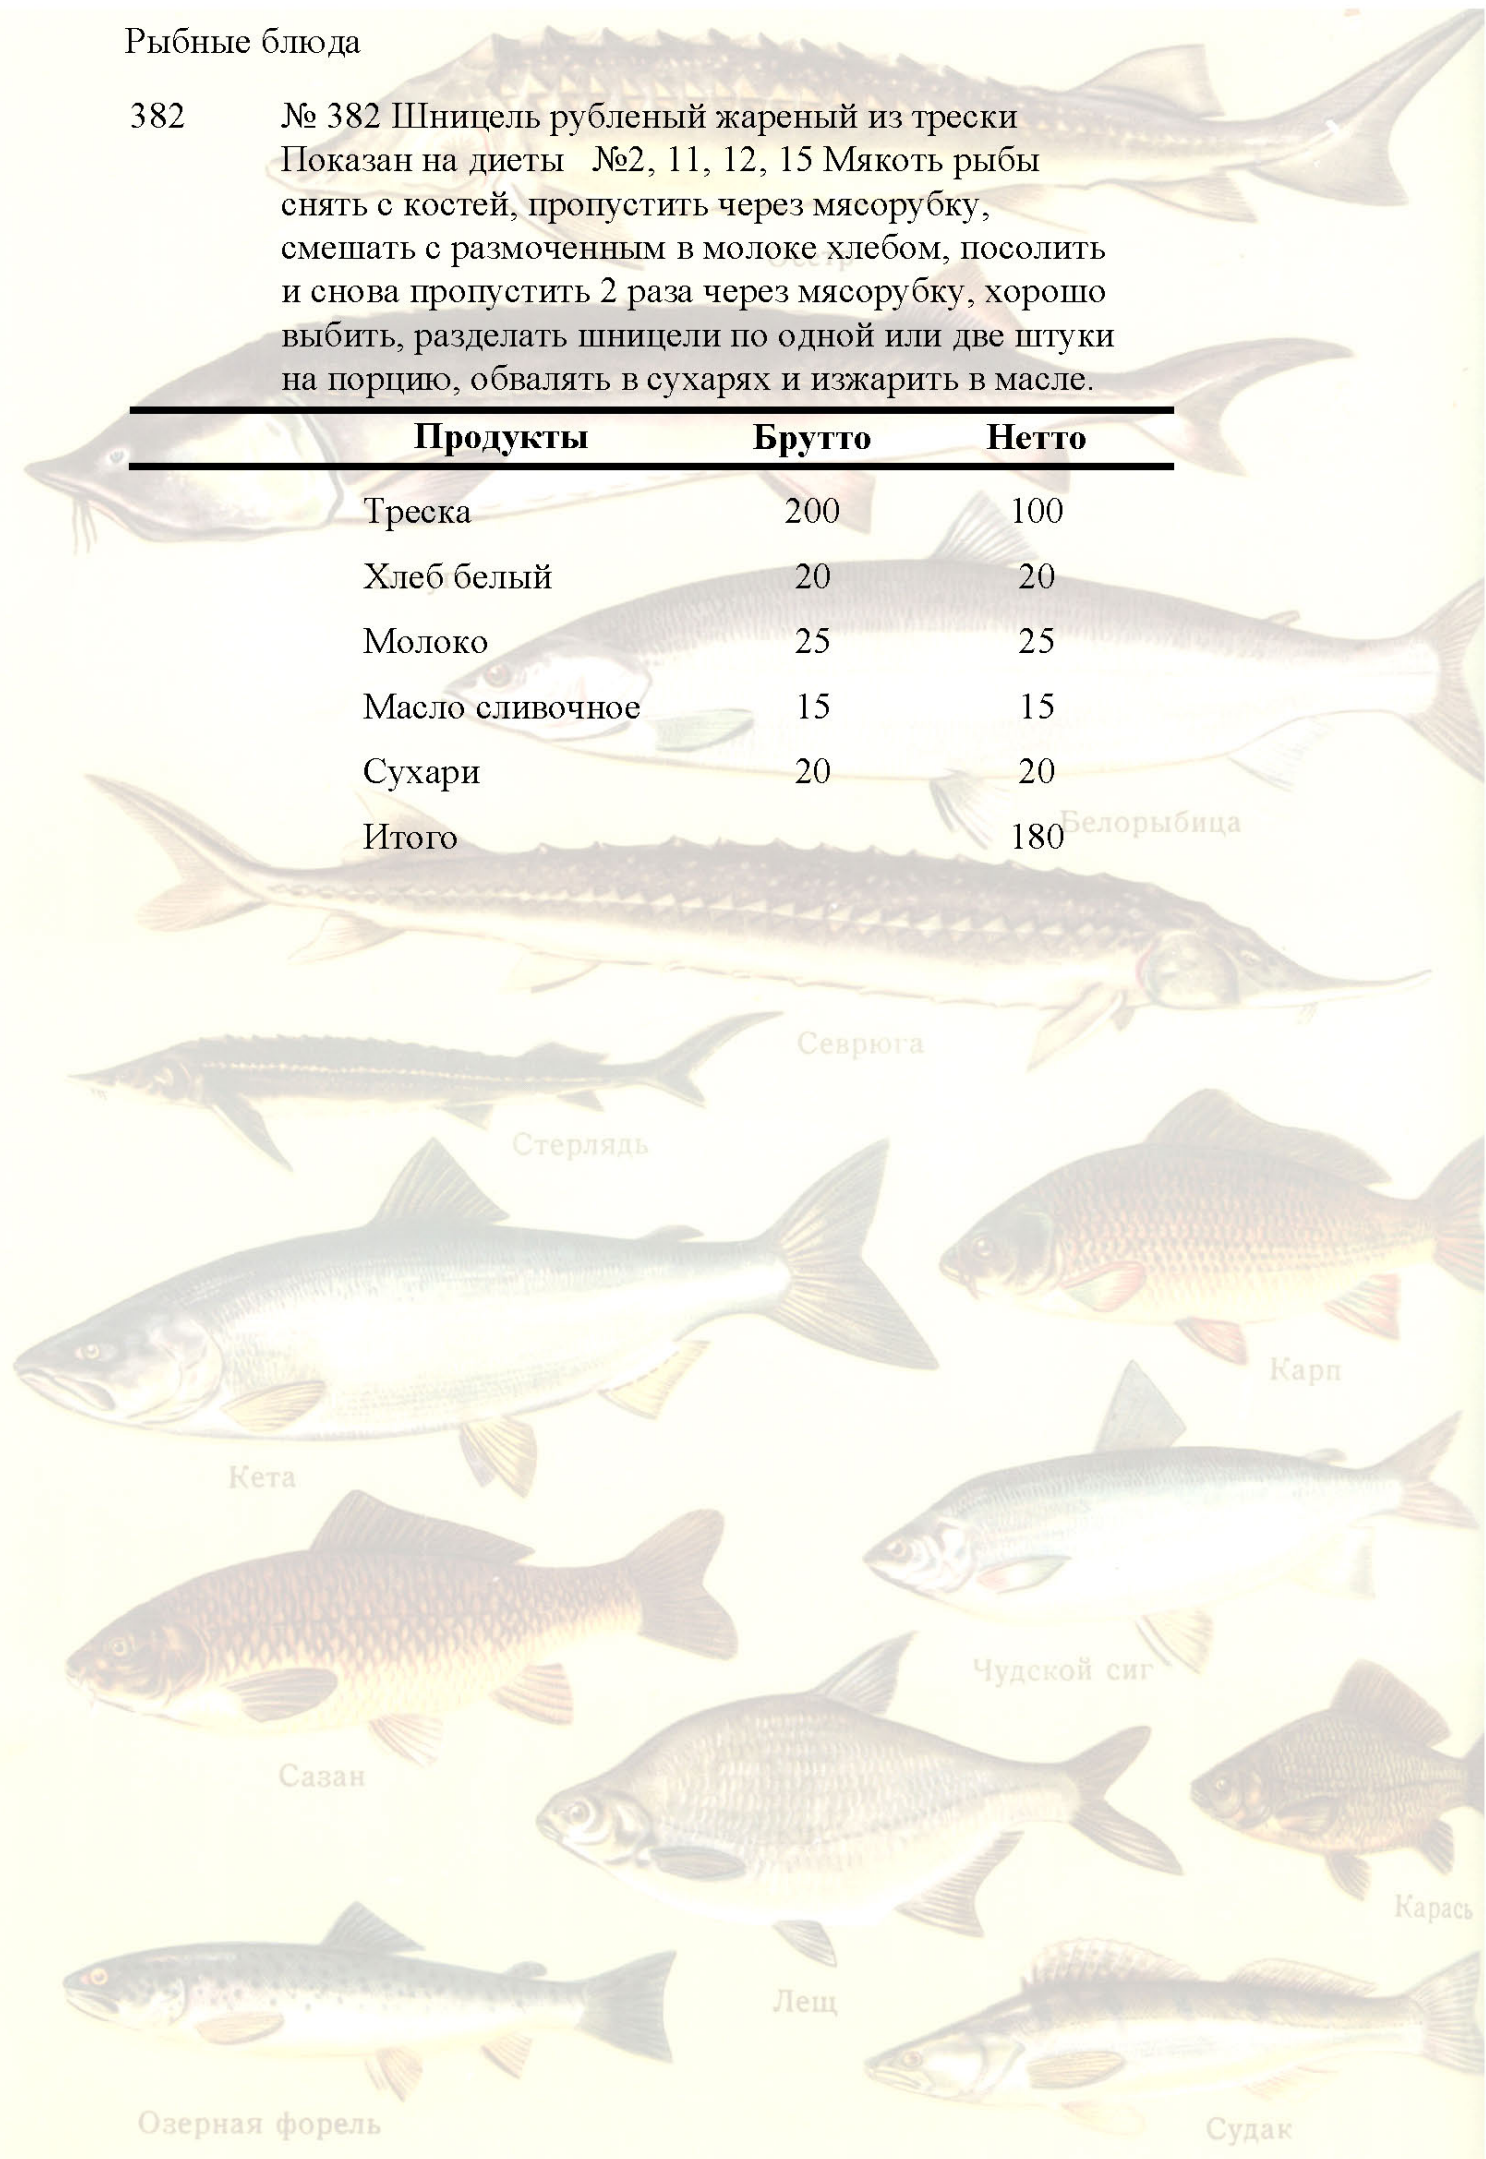 Рыбные блюда
382 № 382 Шницель рубленый жареный из трески
Показан на диеты №2, 11, 12, 15 Мякоть рыбы
снять с костей, пропустить через мясорубку,
смешать с размоченным в молоке хлебом, посолить
и снова пропустить 2 раза через мясорубку, хорошо
выбить, разделать шницели по одной или две штуки
на порцию, обвалять в сухарях и изжарить в масле.
Продукты Брутто Нетто
Треска 200 100
Хлеб белый 20 20
Молоко 25 25
Масло сливочное 15 15
Сухари 20 20
Итого 180
Белорыбица
Севрюга
Стерлядь
Карп
Кета
Чудской сиг
Сазан
Карась
Лещ
Озерная форель
Судак